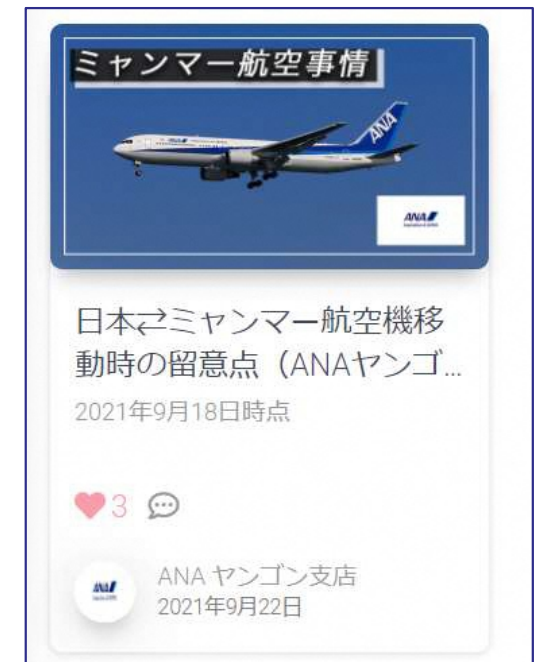 ミャンマー航空事情
ANA
ANA
日本⇄ミャンマー航空機移
動時の留意点（ANAヤンゴ...
2021年9月18日時点
3
ANA
ANA ヤンゴン支店
2021年9月22日